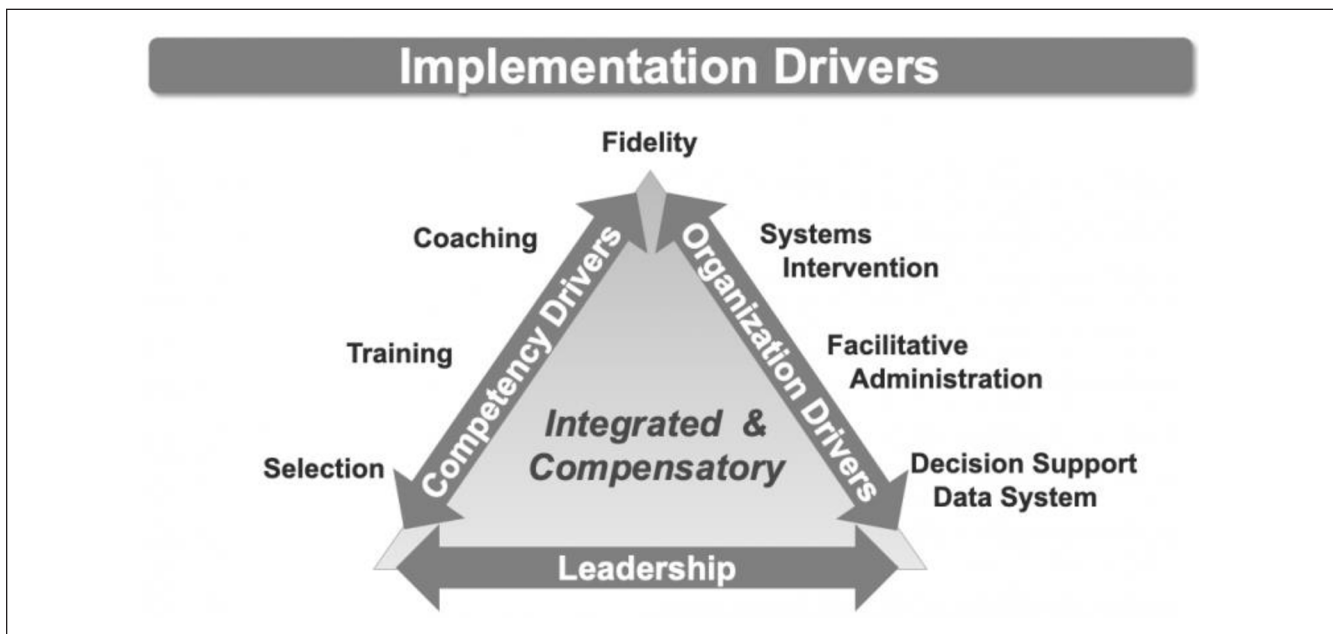 Implementation Drivers
Fidelity
Coaching
Training
Selection
Competency Drivers
Organization Drivers
Systems
Intervention
Facilitative
Administration
Decision Support
Data System
Integrated &
Compensatory
Leadership